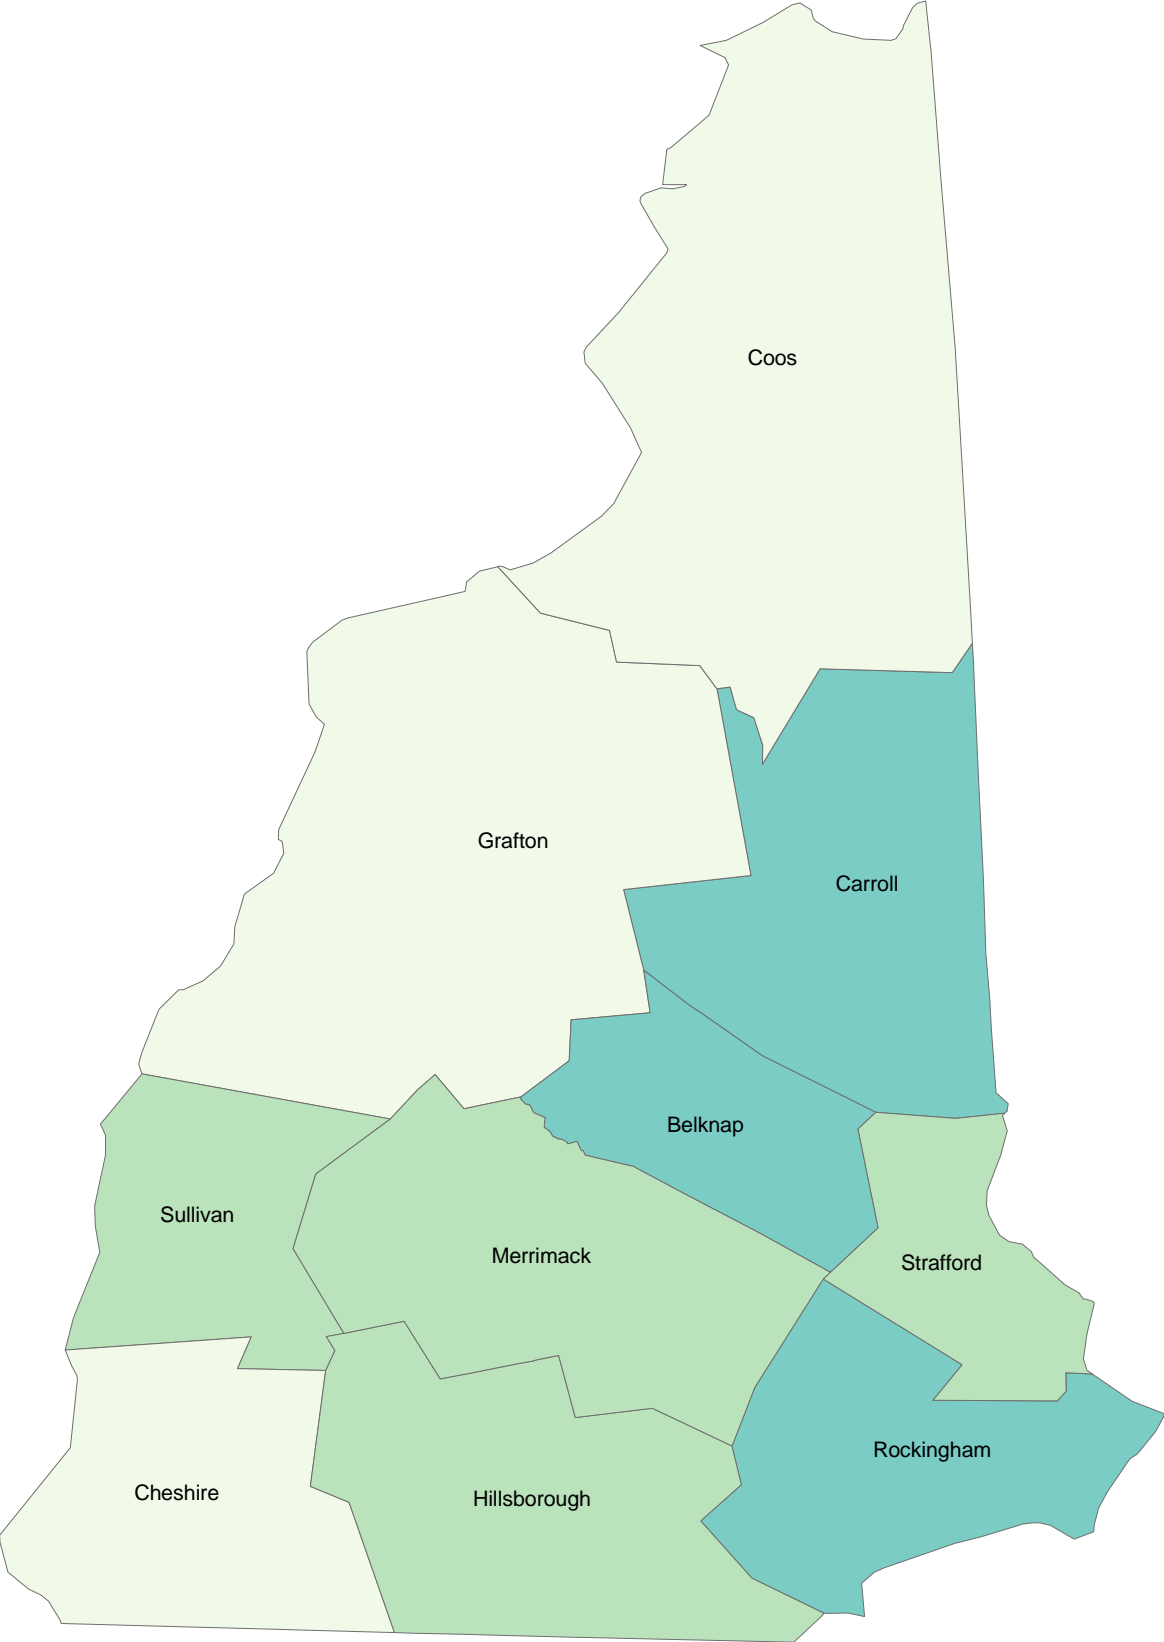 Coos
Grafton
Carroll
Belknap
Sullivan
Merrimack
Strafford
Rockingham
Cheshire
Hillsborough